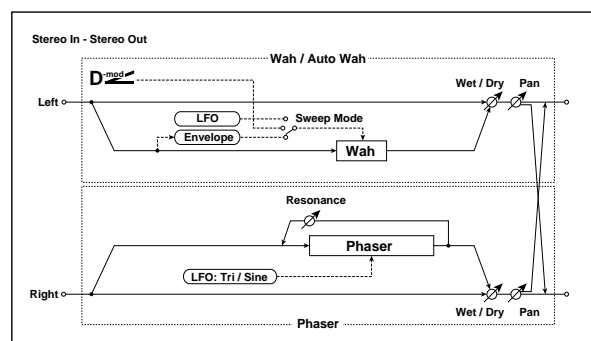 Stereo In - Stereo Out
Wah / Auto Wah
D-mod
Wet / Dry
Pan
Left
LFO
Sweep Mode
Envelope
Wah
Resonance
Phaser
LFO: Tri / Sine
Right
Wet / Dry
Pan
Phaser